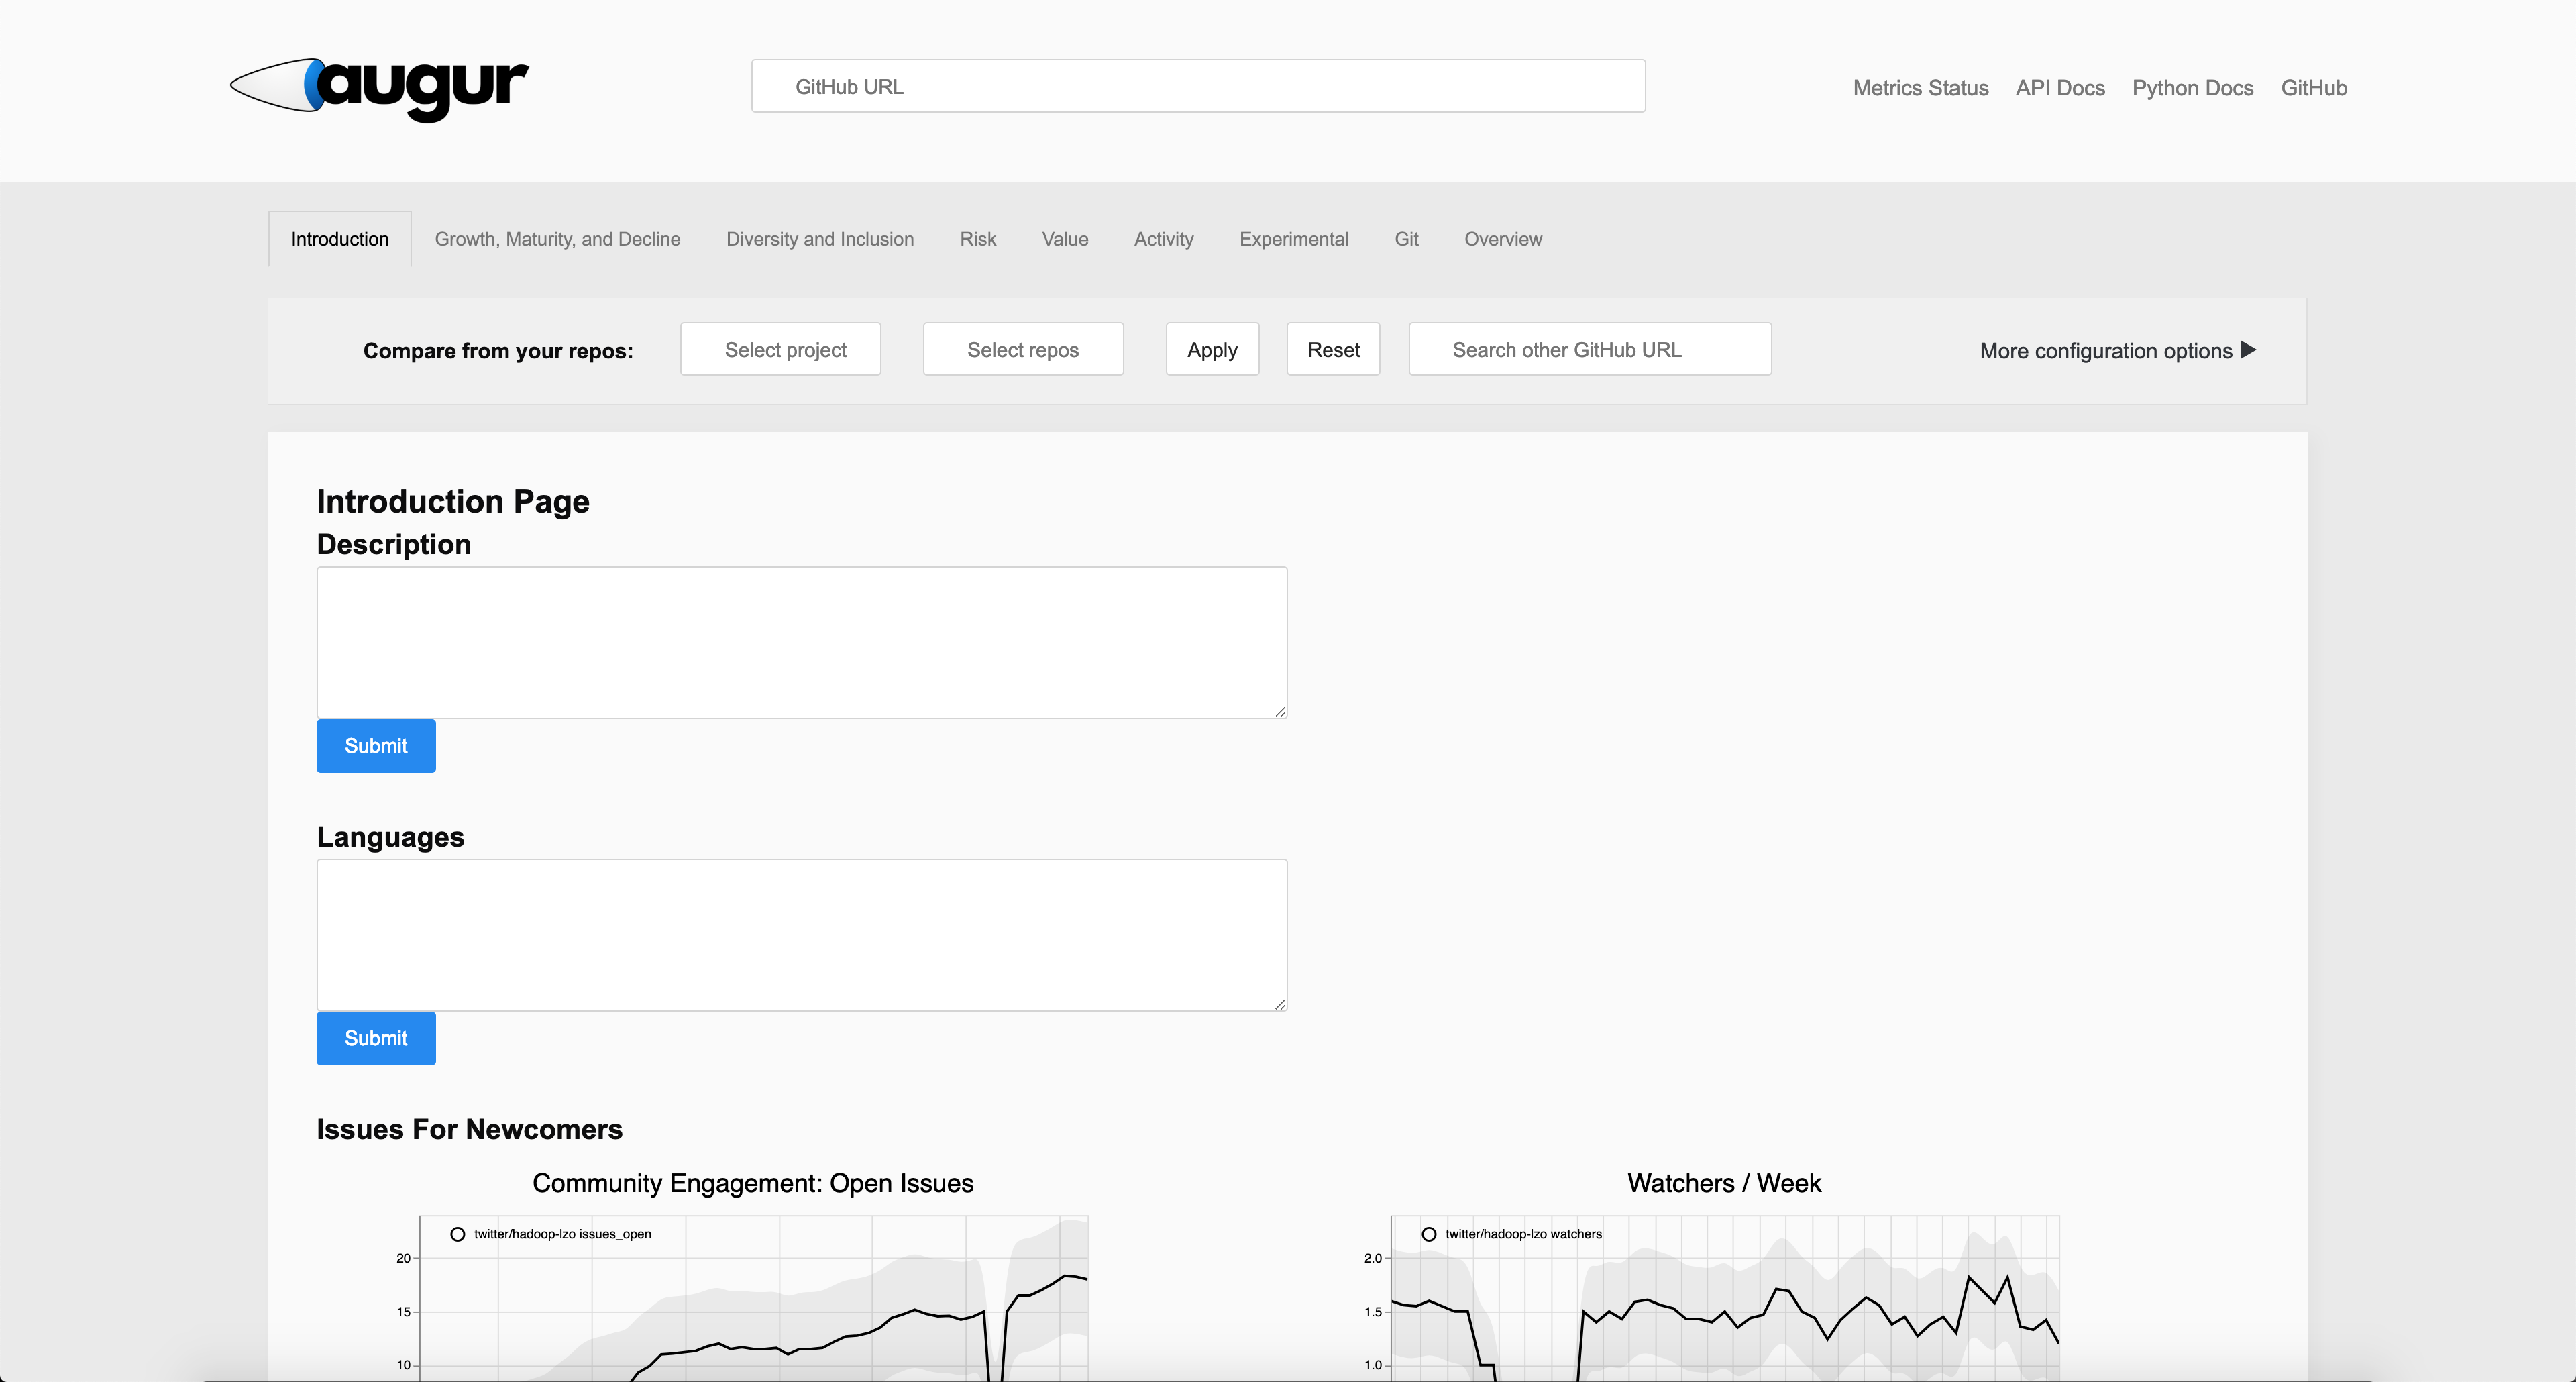 augur
GitHub URL
Metrics Status API Docs Python Docs GitHub
Introduction Growth, Maturity, and Decline Diversity and Inclusion Risk Value Activity Experimental Git Overview
Compare from your repos: Select project Select repos Apply Reset Search other GitHub URL More configuration options ▶
Introduction Page
Description
Submit
Languages
Submit
Issues For Newcomers
Community Engagement: Open Issues
twitter/hadoop-lzo issues_open
20
15
10
Watchers / Week
twitter/hadoop-lzo watchers
2.0
1.5
1.0